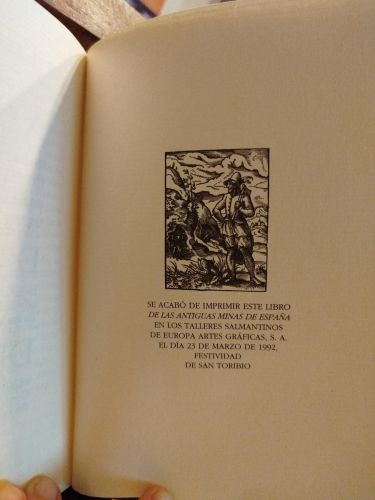 SE ACABÓ DE IMPRIMIR ESTE LIBRO
DE LAS ANTIGUAS MINAS DE ESPAÑA
EN LOS TALLERES SALMANTINOS
DE EUROPA ARTES GRÁFICAS, S. A.
EL DÍA 23 DE MARZO DE 1992,
FESTIVIDAD
DE SAN TORIBIO